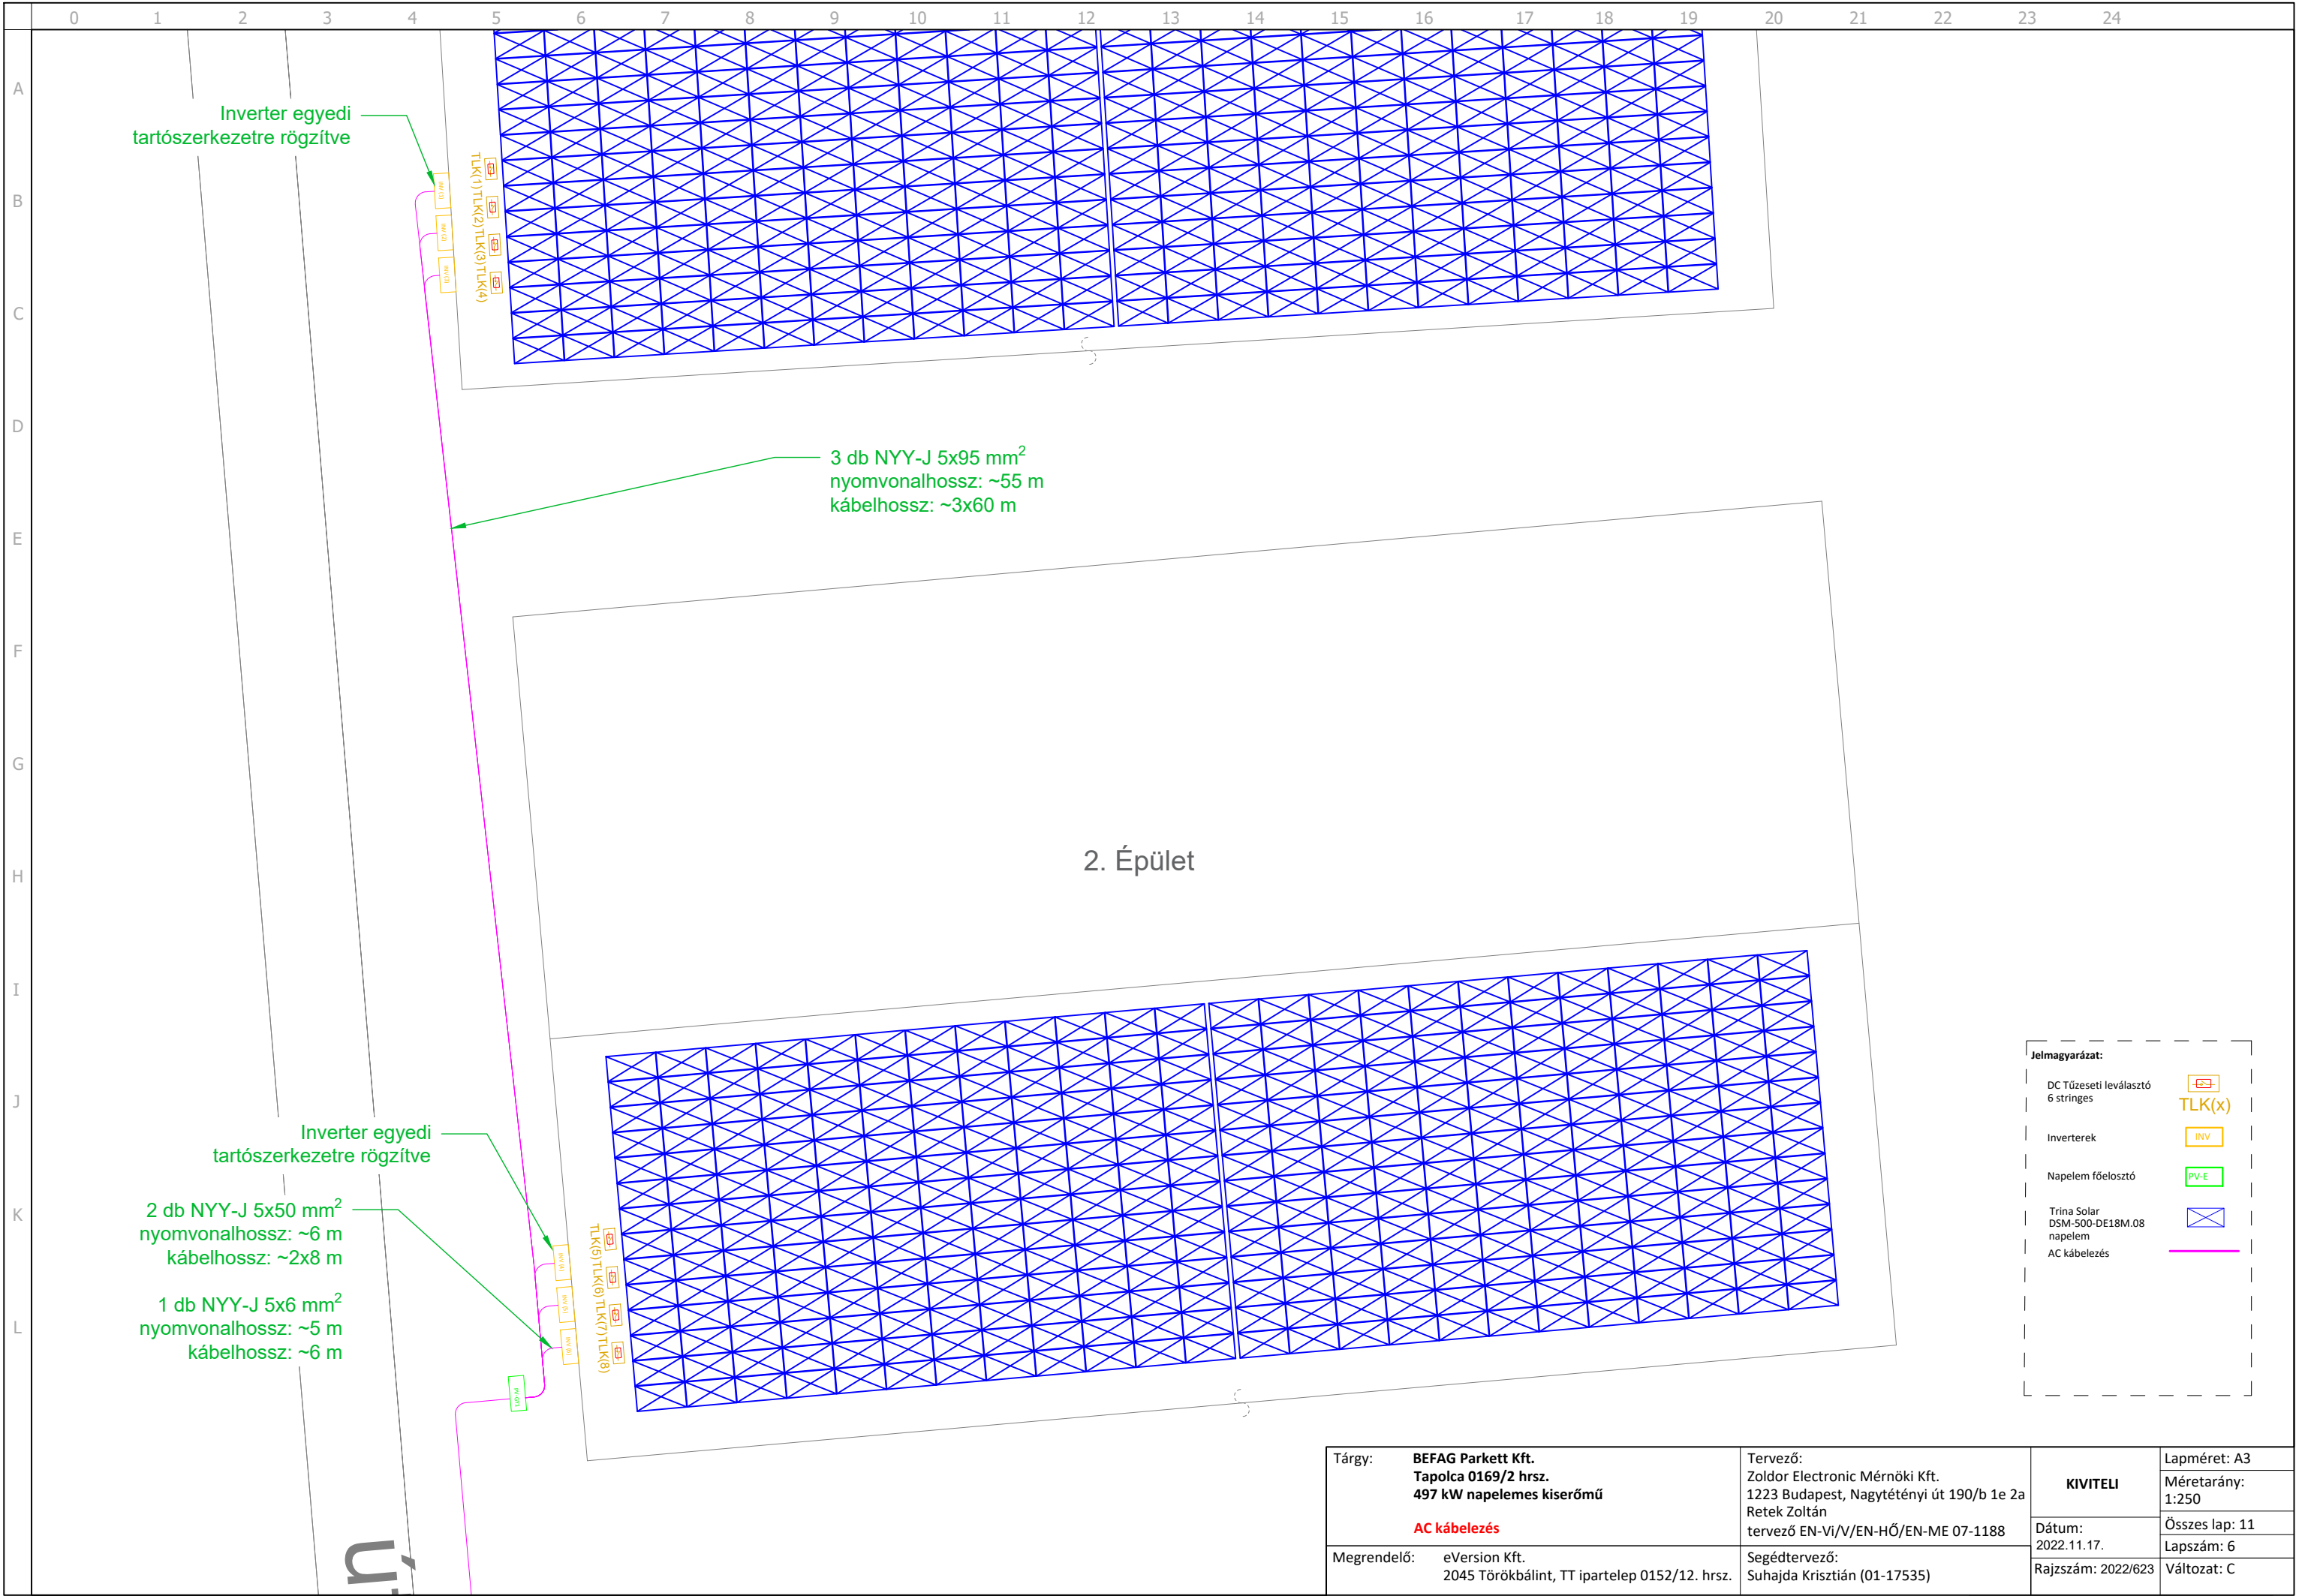 0 1 2 3 4 5 6 7 8 9 10 11 12 13 14 15 16 17 18 19 20 21 22 23 24
A
B
C
D
E
F
G
H
I
J
K
L
Inverter egyedi
tartószerkezetre rögzítve
TLK(1)TLK(2)TLK(3)TLK(4)
3 db NYY-J 5x95 mm²
nyomvonalhossz: ~55 m
kábelhossz: ~3x60 m
2. Épület
Inverter egyedi
tartószerkezetre rögzítve
2 db NYY-J 5x50 mm²
nyomvonalhossz: ~6 m
kábelhossz: ~2x8 m
1 db NYY-J 5x6 mm²
nyomvonalhossz: ~5 m
kábelhossz: ~6 m
TLK(5)TLK(6)TLK(7)TLK(8)
Jelmagyarázat:
DC Tűzeseti leválasztó
6 stringes
TLK(x)
Inverterek
INV
Napelem főelosztó
PV-E
Trina Solar
DSM-500-DE18M.08
napelem
AC kábelezés
ú
Tárgy: BEFAG Parkett Kft.
Tapolca 0169/2 hrsz.
497 kW napelemes kiserőmű
AC kábelezés
Megrendelő: eVersion Kft.
2045 Törökbálint, TT ipartelep 0152/12. hrsz.
Tervező:
Zoldor Electronic Mérnöki Kft.
1223 Budapest, Nagytétényi út 190/b 1e 2a
Retek Zoltán
tervező EN-Vi/V/EN-HŐ/EN-ME 07-1188
Segédtervező:
Suhajda Krisztián (01-17535)
KIVITELI
Dátum:
2022.11.17.
Rajzszám: 2022/623
Lapméret: A3
Méretarány:
1:250
Összes lap: 11
Lapszám: 6
Változat: C